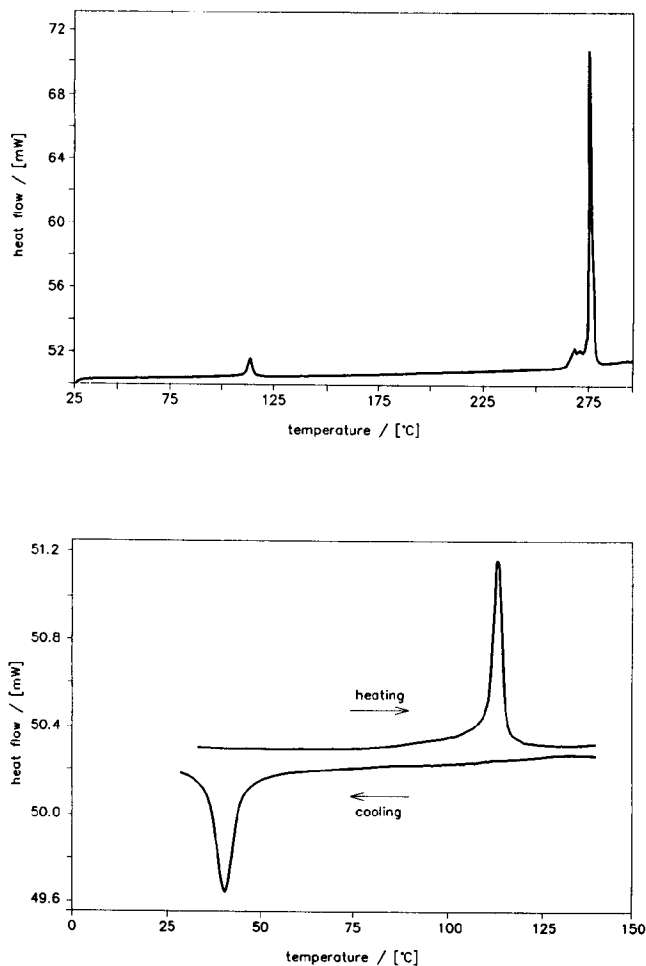 72
68
64
60
56
52
heat flow / [mW]
25 75 125 175 225 275
temperature / [°C]
51.2
50.8
50.4
50.0
49.6
heat flow / [mW]
heating
cooling
0 25 50 75 100 125 150
temperature / [°C]